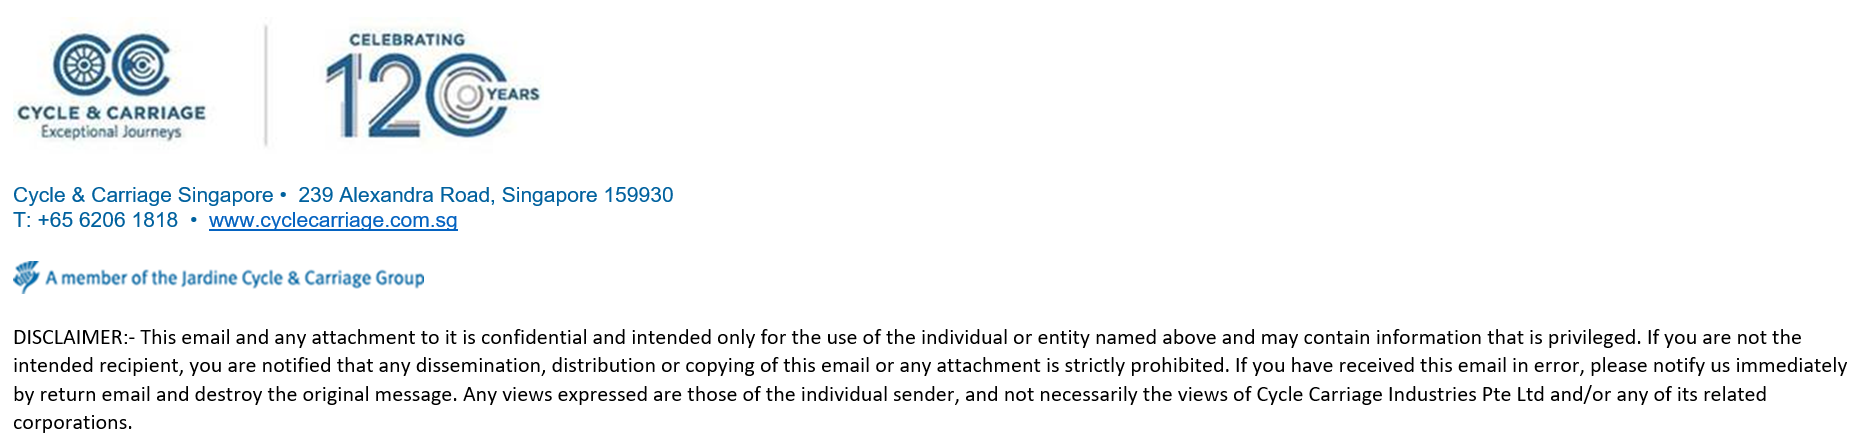 CELEBRATING
120 YEARS
CYCLE & CARRIAGE
Exceptional Journeys
Cycle & Carriage Singapore • 239 Alexandra Road, Singapore 159930
T: +65 6206 1818 • www.cyclecarriage.com.sg
A member of the Jardine Cycle & Carriage Group
DISCLAIMER:- This email and any attachment to it is confidential and intended only for the use of the individual or entity named above and may contain information that is privileged. If you are not the
intended recipient, you are notified that any dissemination, distribution or copying of this email or any attachment is strictly prohibited. If you have received this email in error, please notify us immediately
by return email and destroy the original message. Any views expressed are those of the individual sender, and not necessarily the views of Cycle Carriage Industries Pte Ltd and/or any of its related
corporations.